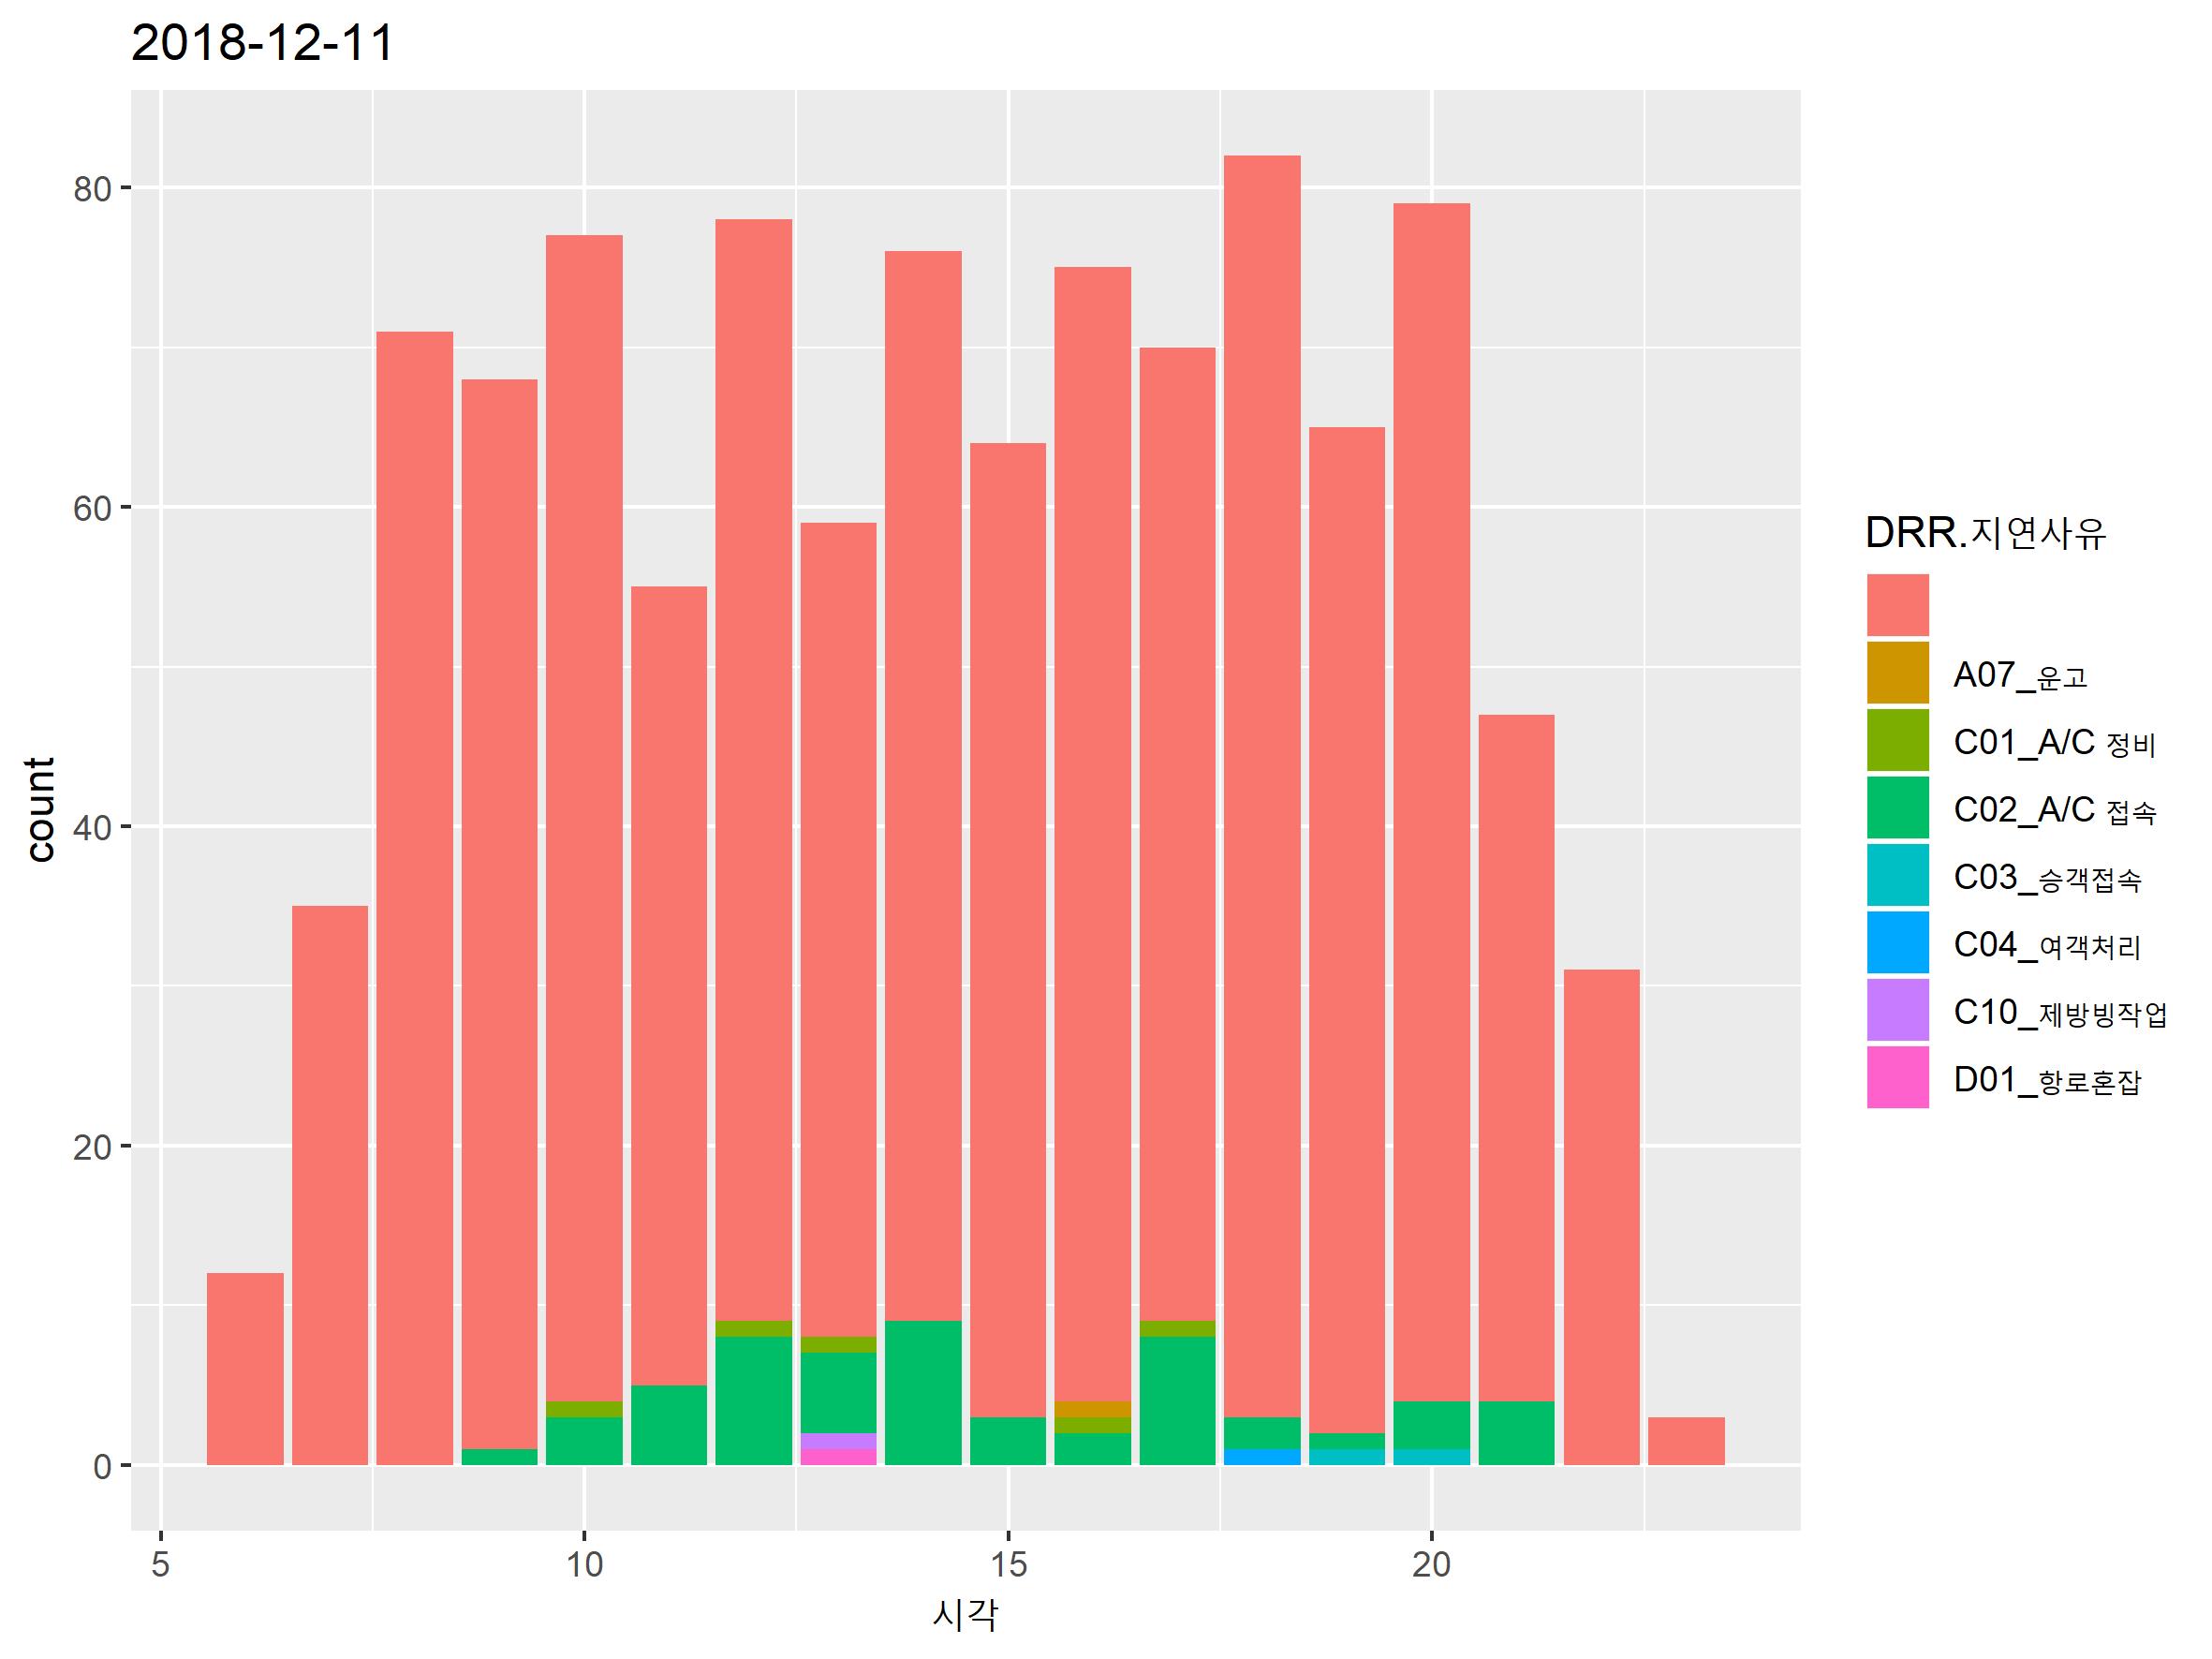 2018-12-11
80
60
40
20
0
count
5 10 15 20
시각
DRR.지연사유
A07_운고
C01_A/C 정비
C02_A/C 접속
C03_승객접속
C04_여객처리
C10_제방빙작업
D01_항로혼잡